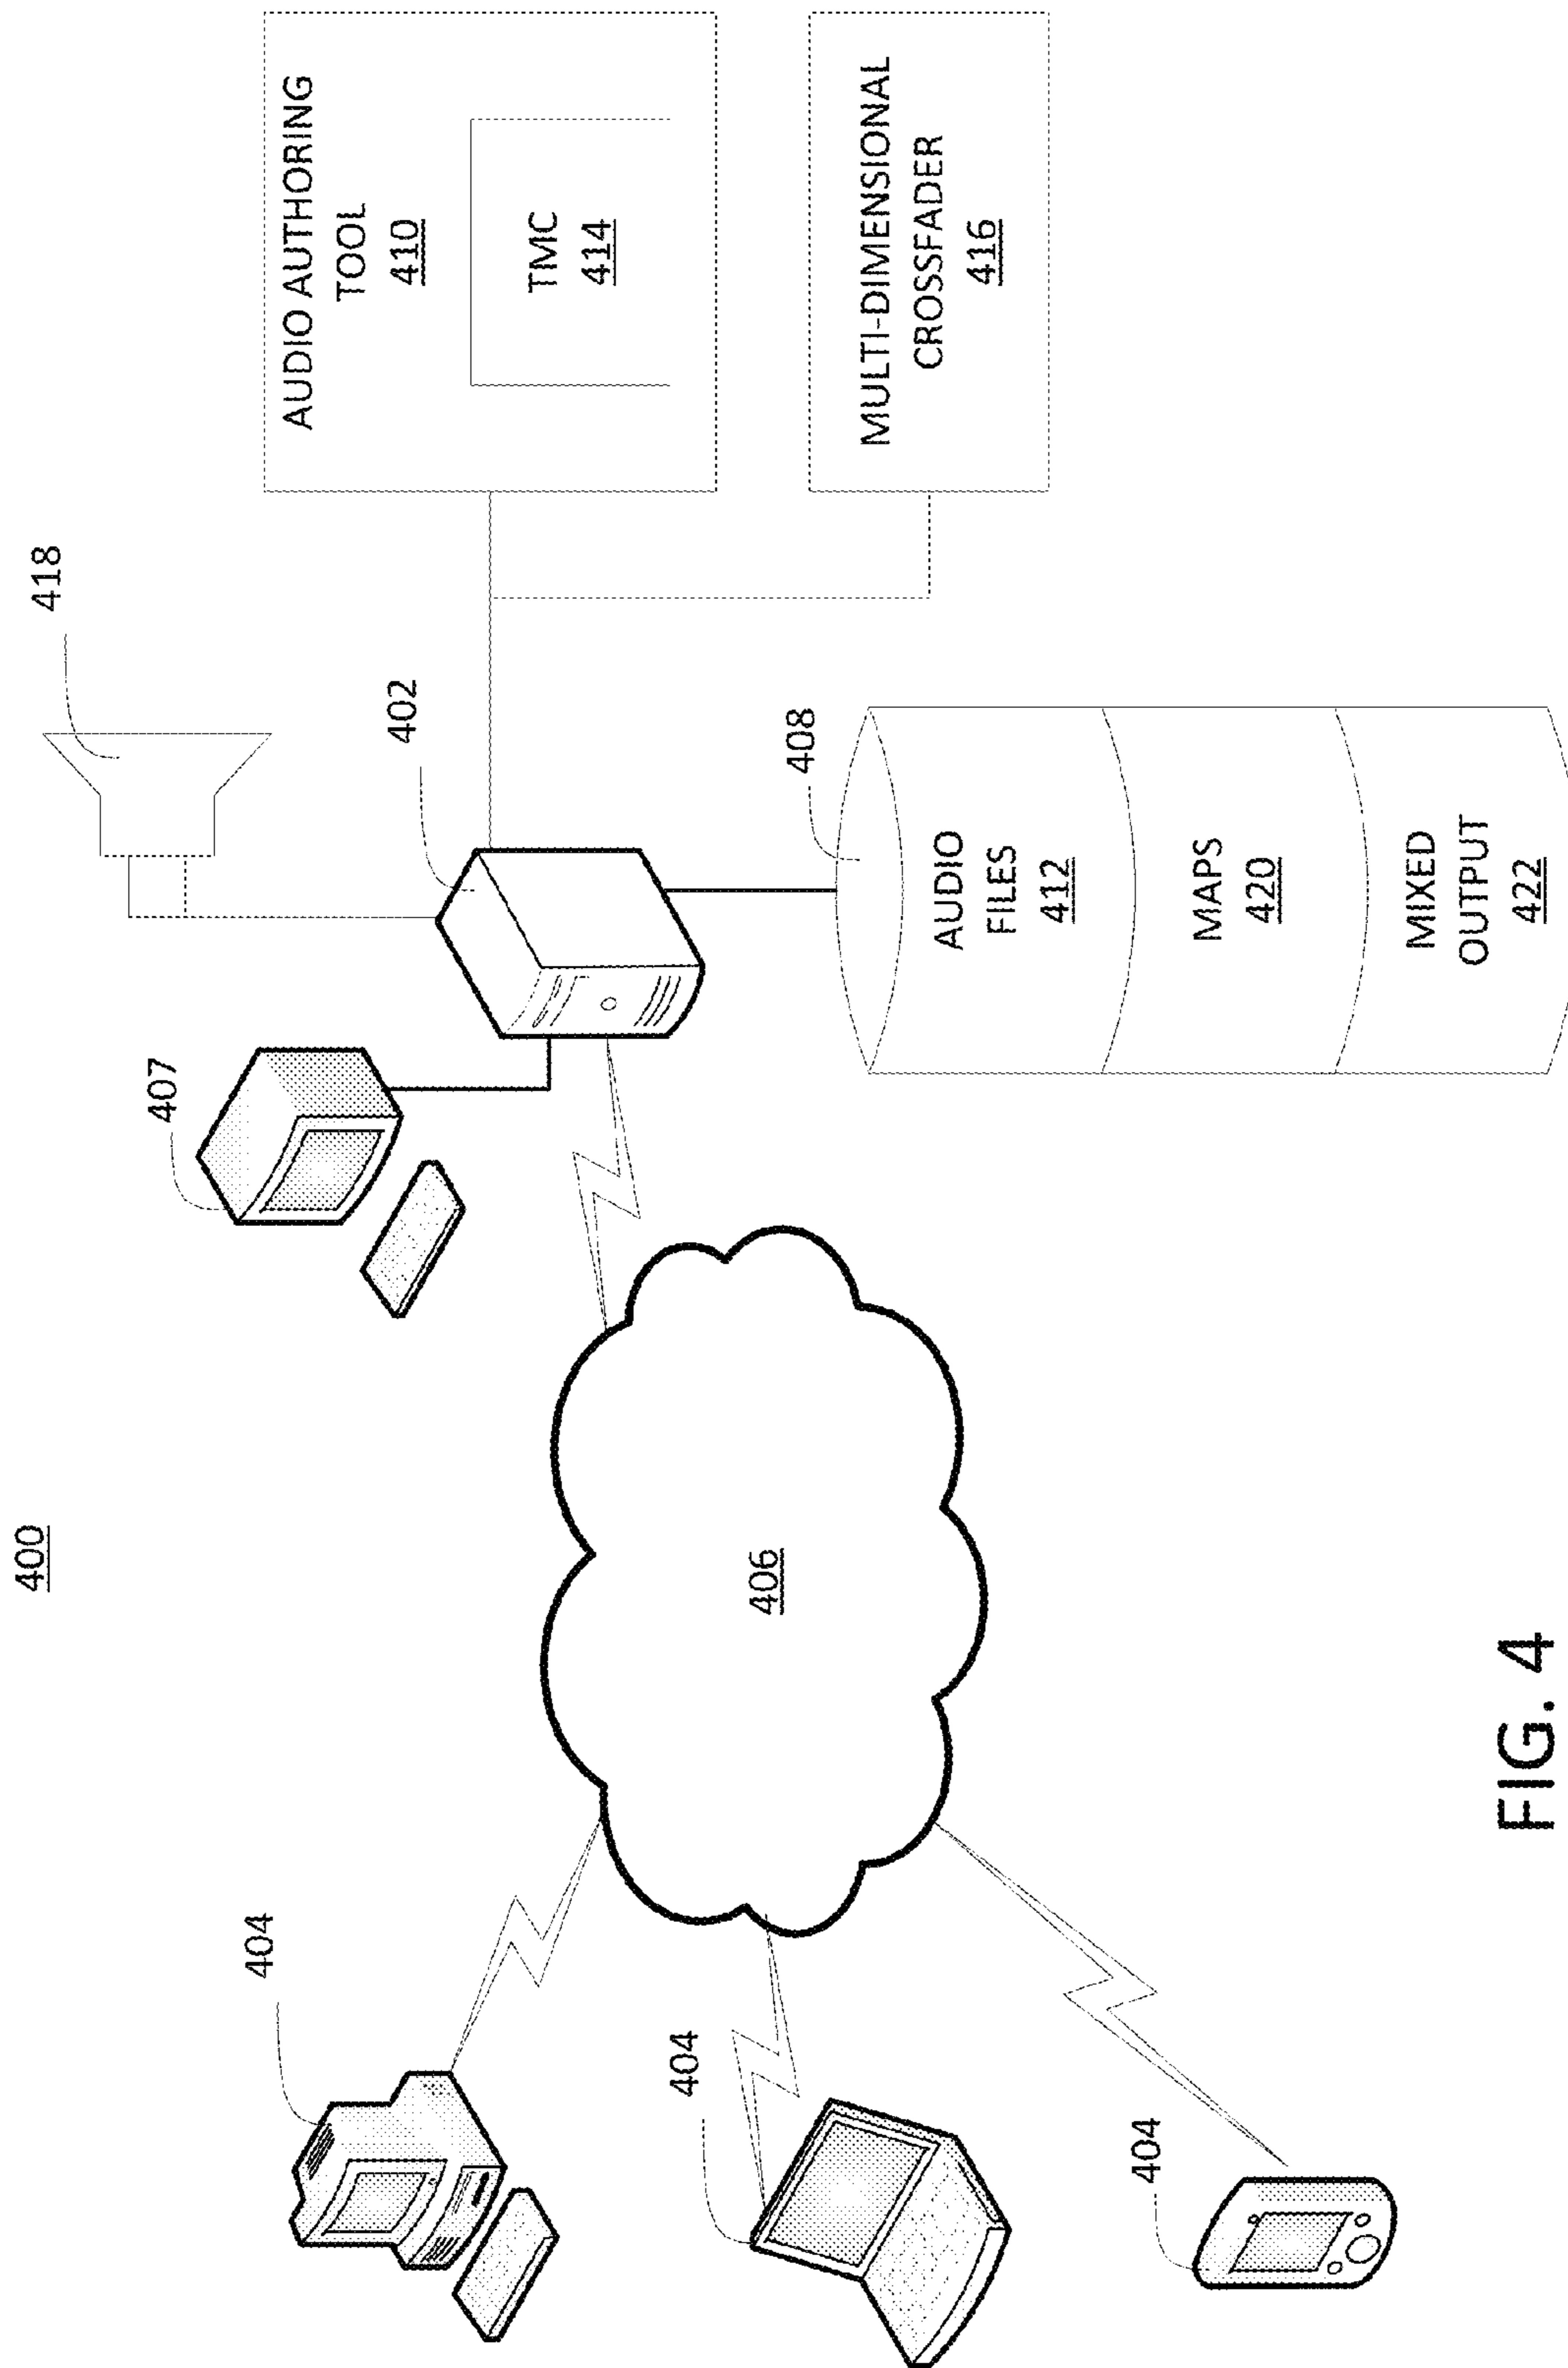 400
418
407
402
AUDIO AUTHORING
TOOL
410
TMC
414
404
406
408
MULTI-DIMENSIONAL
CROSSFADER
416
404
AUDIO
FILES
412
MAPS
420
404
MIXED
OUTPUT
422
FIG. 4